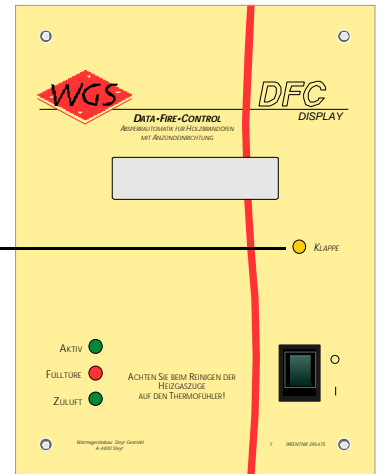 WGS
DFC
DISPLAY
DATA•FIRE•CONTROL
ABSPERRAUTOMATIK FÜR HOLZBRANDÖFEN
MIT ANZÜNDEINRICHTUNG
KLAPPE
AKTIV
FÜLLTÜRE
ZULUFT
ACHTEN SIE BEIM REINIGEN DER
HEIZGASZÜGE
AUF DEN THERMOFÜHLER!
O
I
Wärmegerätebau Steyr GesmbH
A-4400 Steyr
F PATENTNR 395475